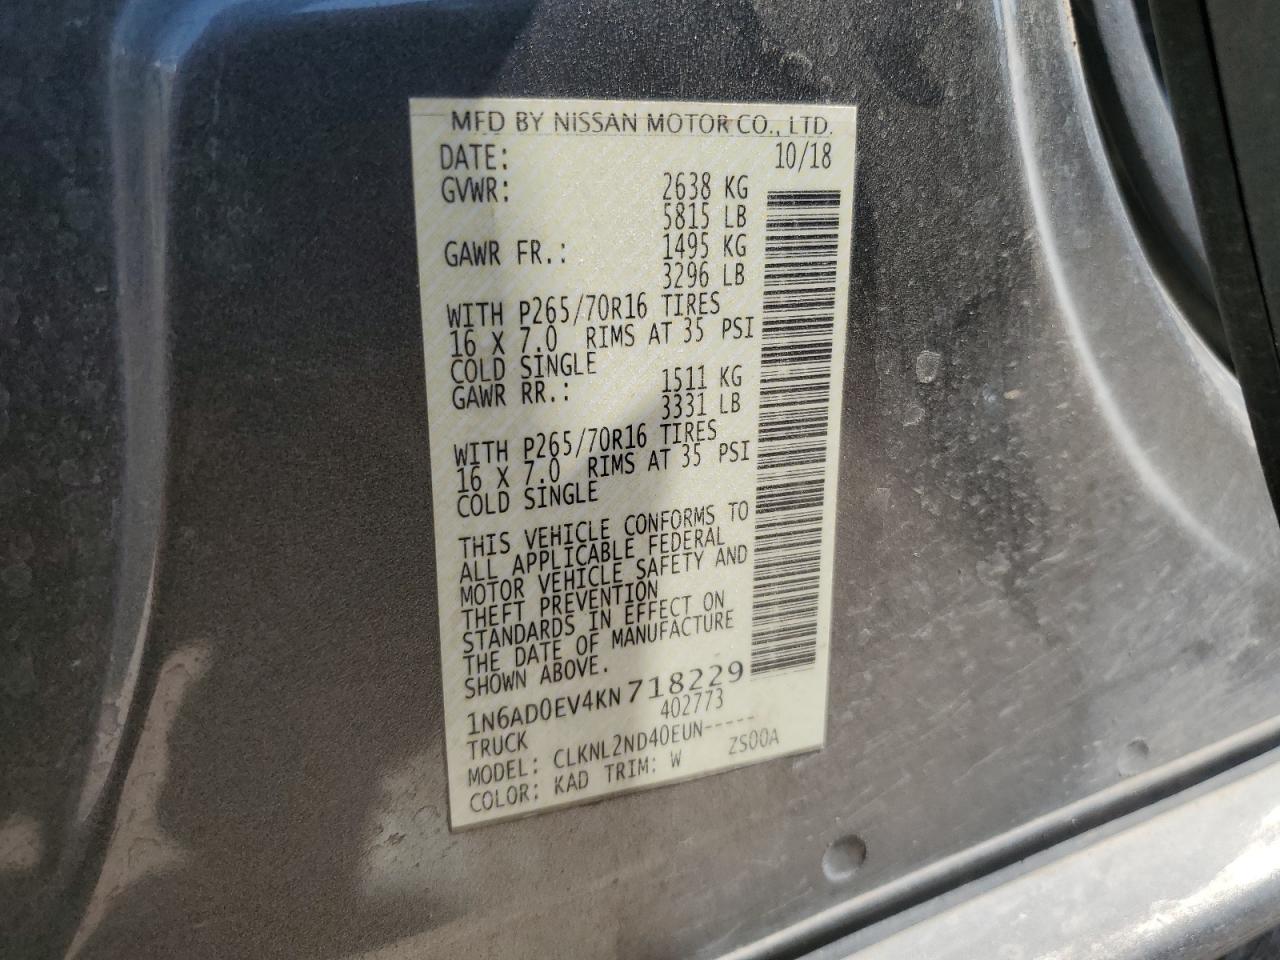 MFD BY NISSAN MOTOR CO., LTD.
DATE: 10/18
GVWR: 2638 KG
5815 LB
GAWR FR.: 1495 KG
3296 LB
WITH P265/70R16 TIRES
16 X 7.0 RIMS AT 35 PSI
COLD SINGLE
GAWR RR.: 1511 KG
3331 LB
WITH P265/70R16 TIRES
16 X 7.0 RIMS AT 35 PSI
COLD SINGLE
THIS VEHICLE CONFORMS TO
ALL APPLICABLE FEDERAL
MOTOR VEHICLE SAFETY AND
THEFT PREVENTION
STANDARDS IN EFFECT ON
THE DATE OF MANUFACTURE
SHOWN ABOVE.
1N6AD0EV4KN718229
TRUCK 402773
MODEL: CLKNL2ND40EUN-----
COLOR: KAD TRIM: W ZS00A